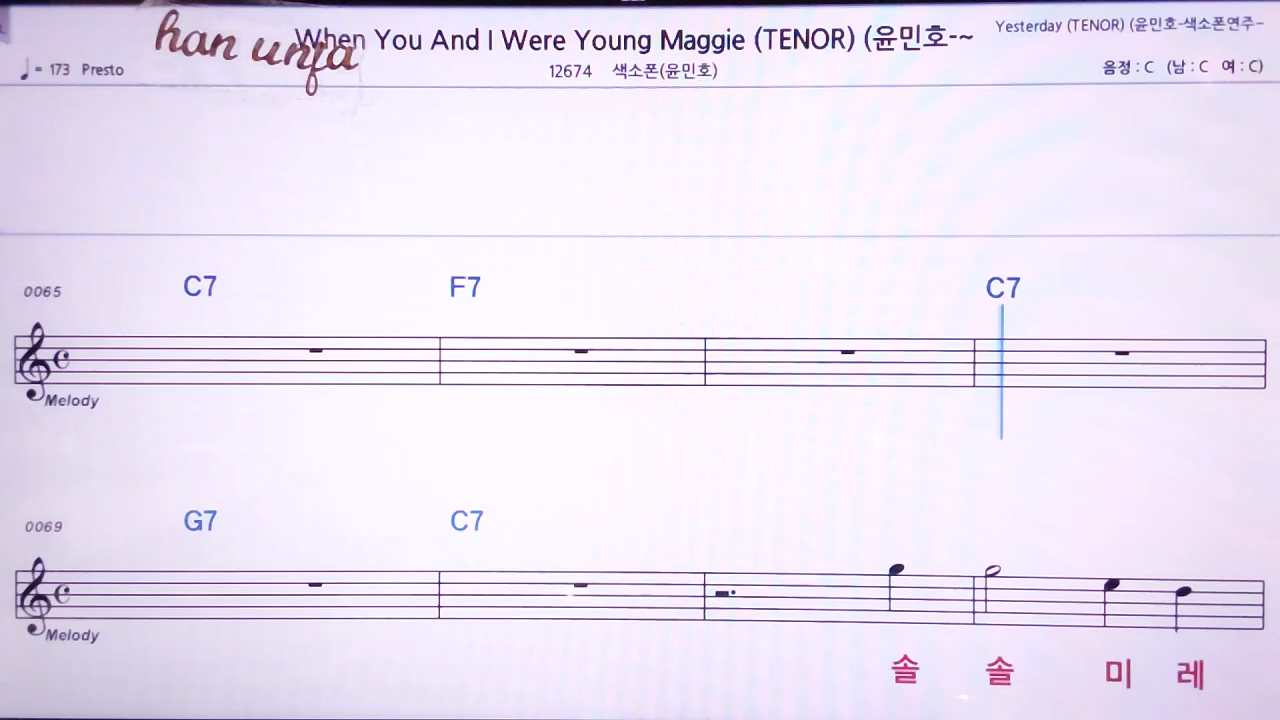 han unfa
When You And I Were Young Maggie (TENOR) (윤민호-~
Yesterday (TENOR) (윤민호-색소폰연주-
♩= 173 Presto
12674 색소폰(윤민호)
음정 : C (남 : C 여 : C)
0065 C7 F7 C7
Melody
0069 G7 C7
Melody
솔 솔 미 레